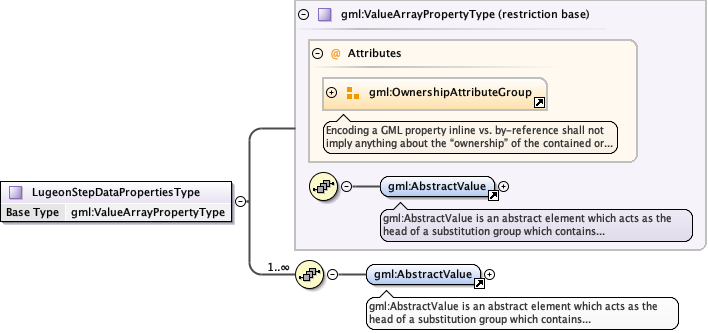 gml:ValueArrayPropertyType (restriction base)
@ Attributes
gml:OwnershipAttributeGroup
Encoding a GML property inline vs. by-reference shall not
imply anything about the “ownership” of the contained or...
LugeonStepDataPropertiesType
Base Type gml:ValueArrayPropertyType
gml:AbstractValue
gml:AbstractValue is an abstract element which acts as the
head of a substitution group which contains...
1..∞
gml:AbstractValue
gml:AbstractValue is an abstract element which acts as the
head of a substitution group which contains...